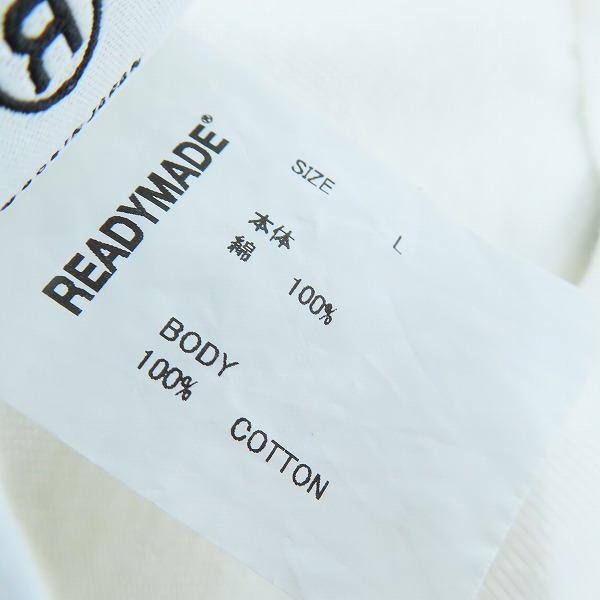 READYMADE®
SIZE L
本体
綿 100%
BODY
100% COTTON